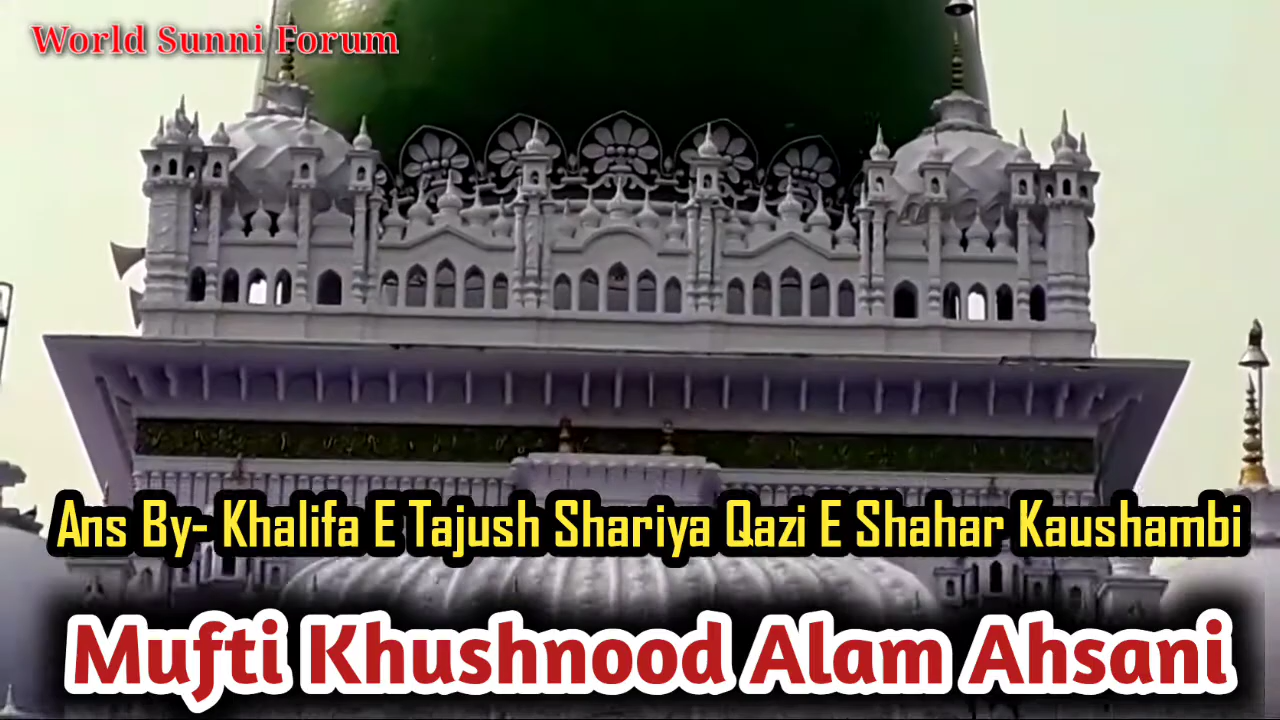 World Sunni Forum
Ans By- Khalifa E Tajush Shariya Qazi E Shahar Kaushambi
Mufti Khushnood Alam Ahsani